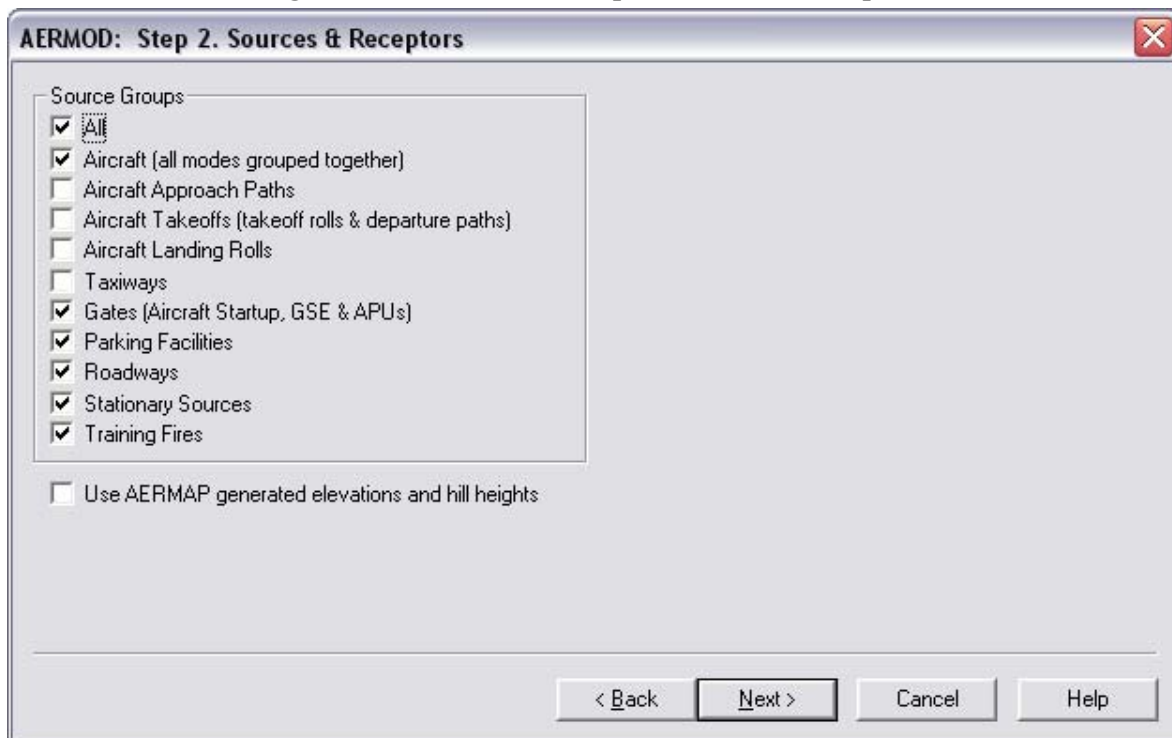 AERMOD: Step 2. Sources & Receptors
Source Groups
All
Aircraft (all modes grouped together)
Aircraft Approach Paths
Aircraft Takeoffs (takeoff rolls & departure paths)
Aircraft Landing Rolls
Taxiways
Gates (Aircraft Startup, GSE & APUs)
Parking Facilities
Roadways
Stationary Sources
Training Fires
Use AERMAP generated elevations and hill heights
< Back Next > Cancel Help